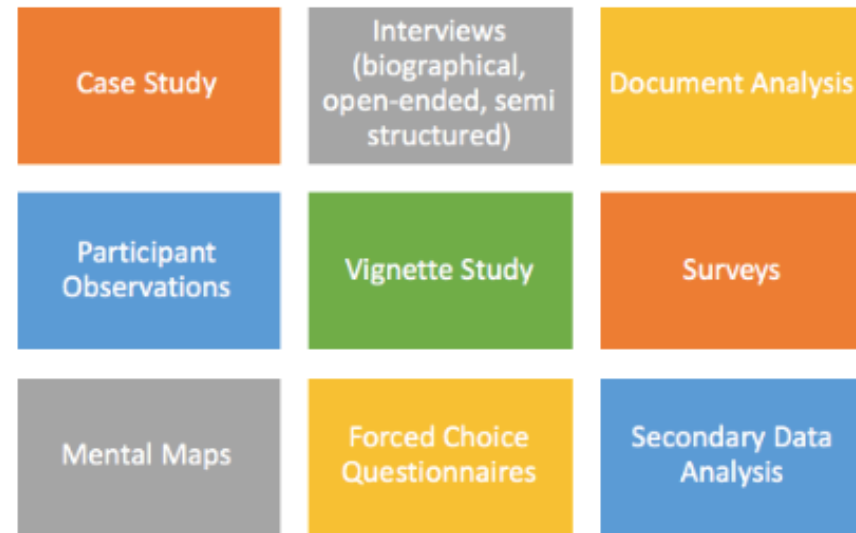 Case Study
Interviews
(biographical,
open-ended, semi
structured)
Document Analysis
Participant
Observations
Vignette Study
Surveys
Mental Maps
Forced Choice
Questionnaires
Secondary Data
Analysis